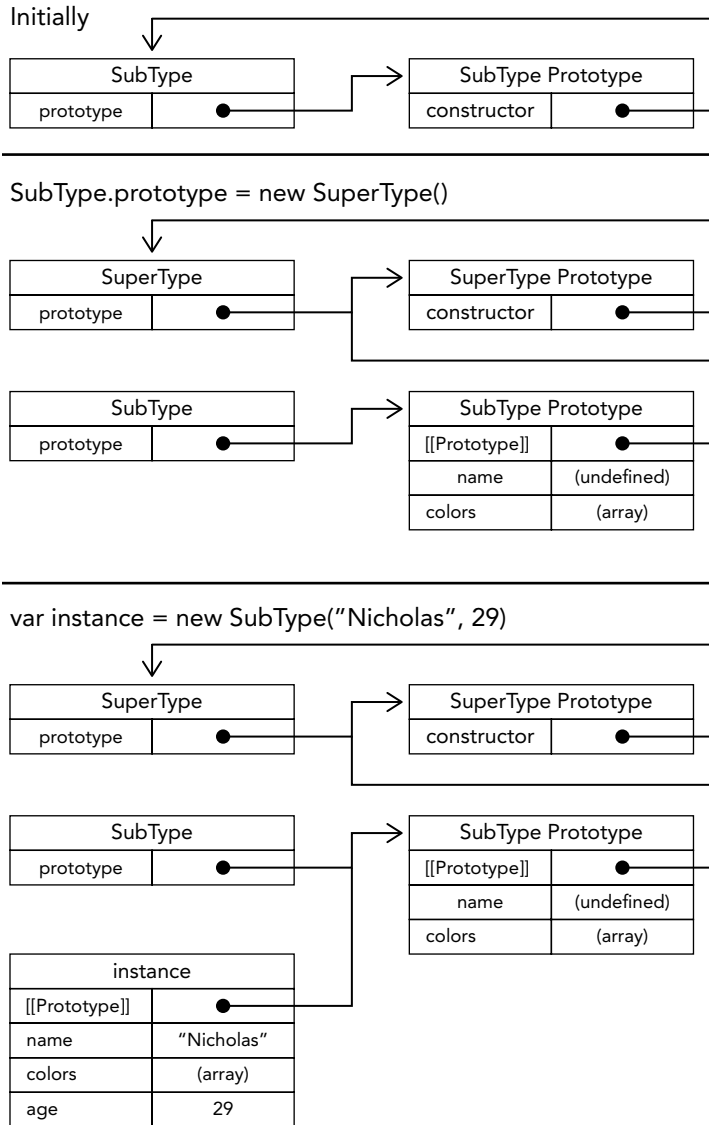 Initially
SubType
SubType Prototype
prototype
constructor
SubType.prototype = new SuperType()
SuperType
SuperType Prototype
prototype
constructor
SubType
SubType Prototype
prototype
[[Prototype]]
name
(undefined)
colors
(array)
var instance = new SubType(”Nicholas”, 29)
SuperType
SuperType Prototype
prototype
constructor
SubType
SubType Prototype
prototype
[[Prototype]]
name
(undefined)
colors
(array)
instance
[[Prototype]]
name
“Nicholas”
colors
(array)
age
29